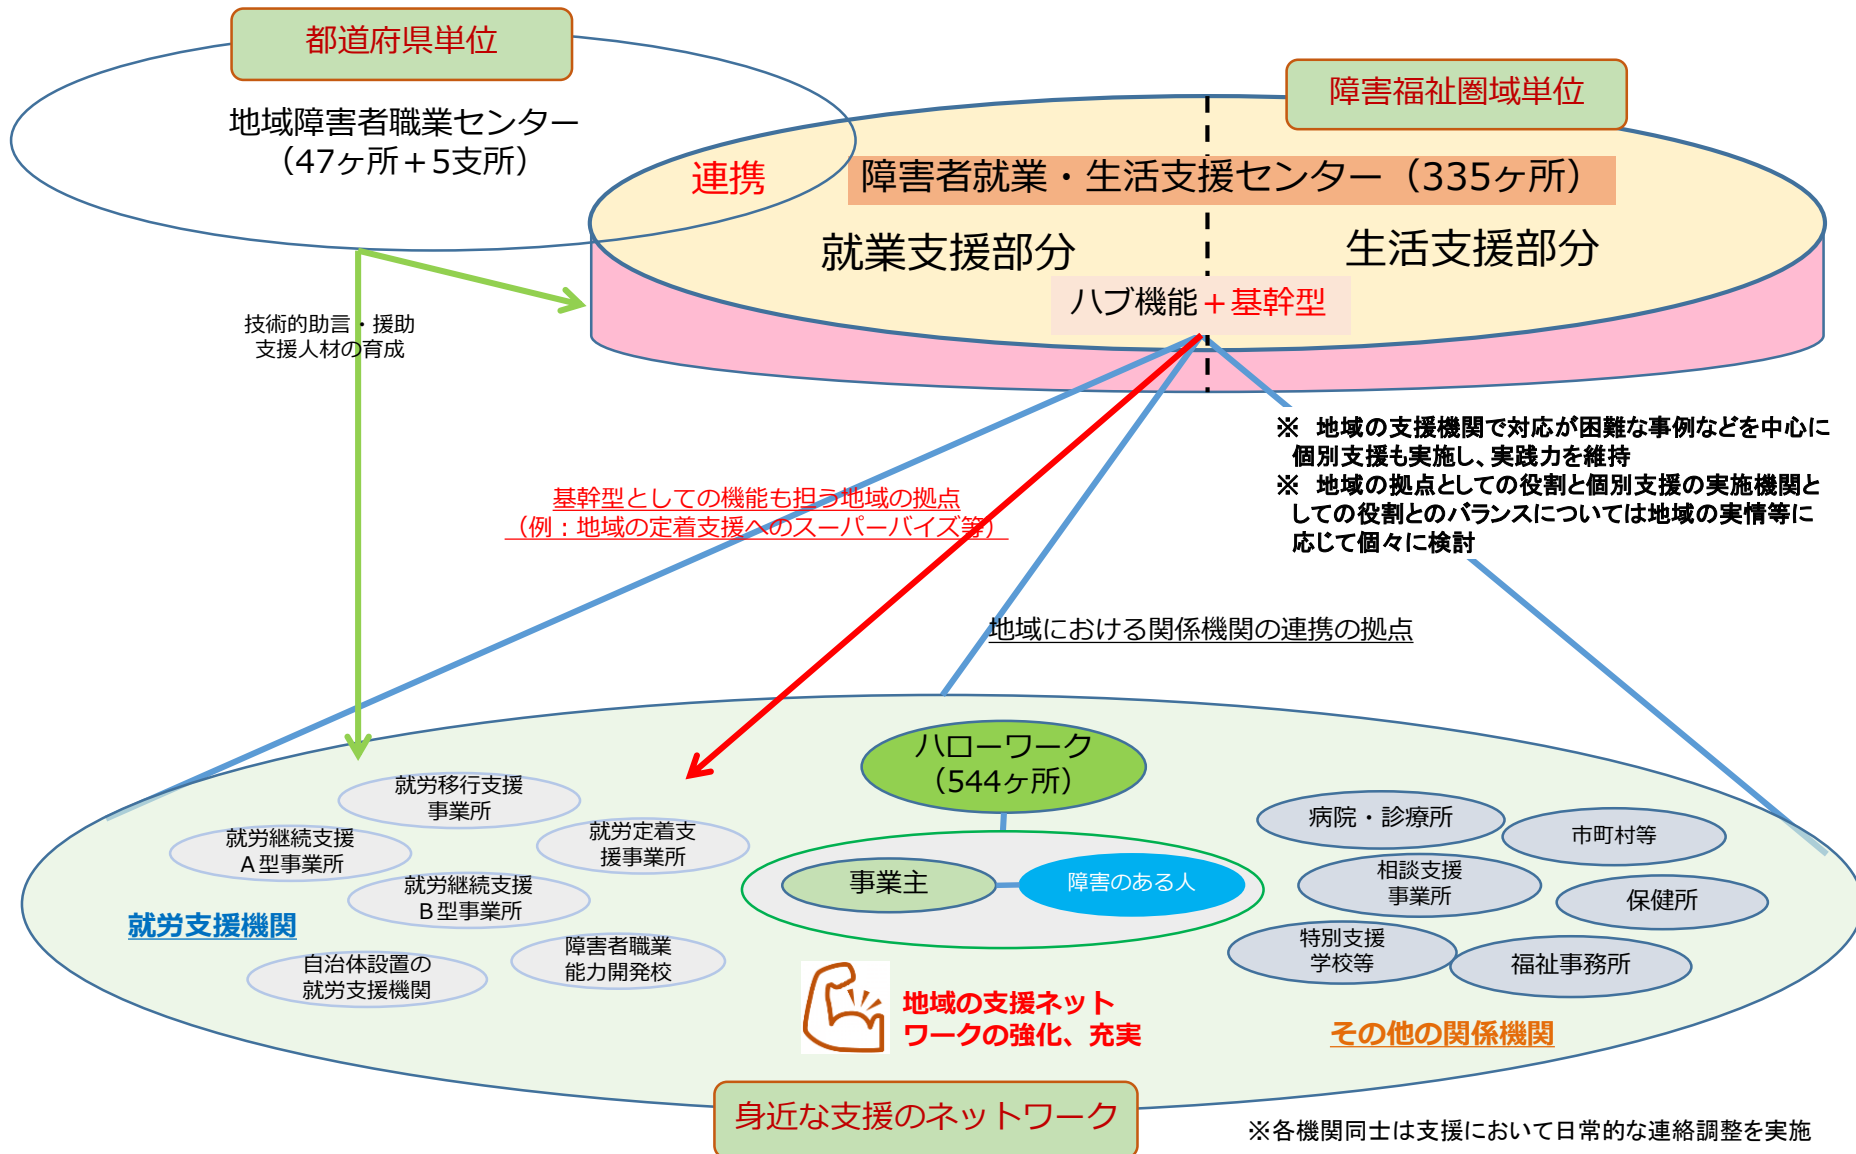 都道府県単位
地域障害者職業センター
（47ヶ所＋5支所）
障害福祉圏域単位
連携
障害者就業・生活支援センター（335ヶ所）
就業支援部分
生活支援部分
ハブ機能＋基幹型
技術的助言・援助
支援人材の育成
※　地域の支援機関で対応が困難な事例などを中心に
個別支援も実施し、実践力を維持
※　地域の拠点としての役割と個別支援の実施機関と
しての役割とのバランスについては地域の実情等に
応じて個々に検討
基幹型としての機能も担う地域の拠点
（例：地域の定着支援へのスーパーバイズ等）
地域における関係機関の連携の拠点
ハローワーク
（544ヶ所）
就労移行支援
事業所
就労継続支援
A型事業所
就労定着支
援事業所
就労継続支援
B型事業所
就労支援機関
自治体設置の
就労支援機関
障害者職業
能力開発校
事業主
障害のある人
病院・診療所
市町村等
相談支援
事業所
保健所
特別支援
学校等
福祉事務所
その他の関係機関
地域の支援ネット
ワークの強化、充実
身近な支援のネットワーク
※各機関同士は支援において日常的な連絡調整を実施